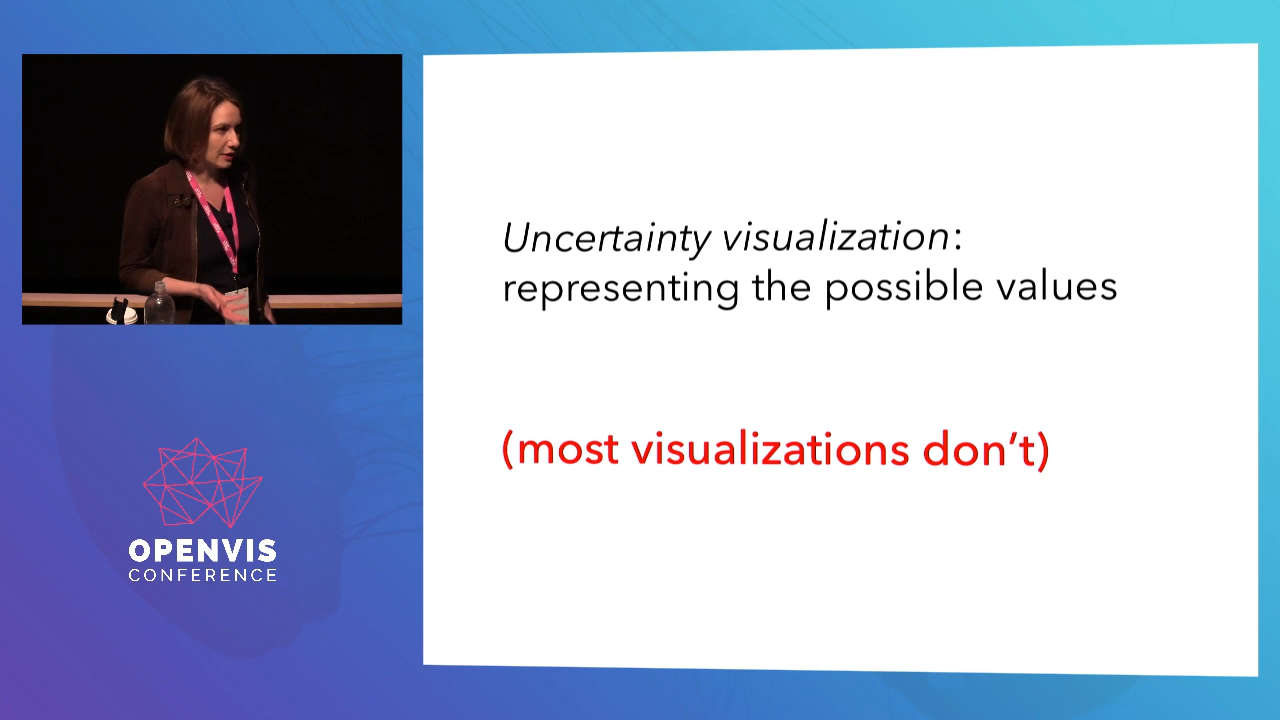 Uncertainty visualization:
representing the possible values
(most visualizations don’t)
OPENVIS
CONFERENCE